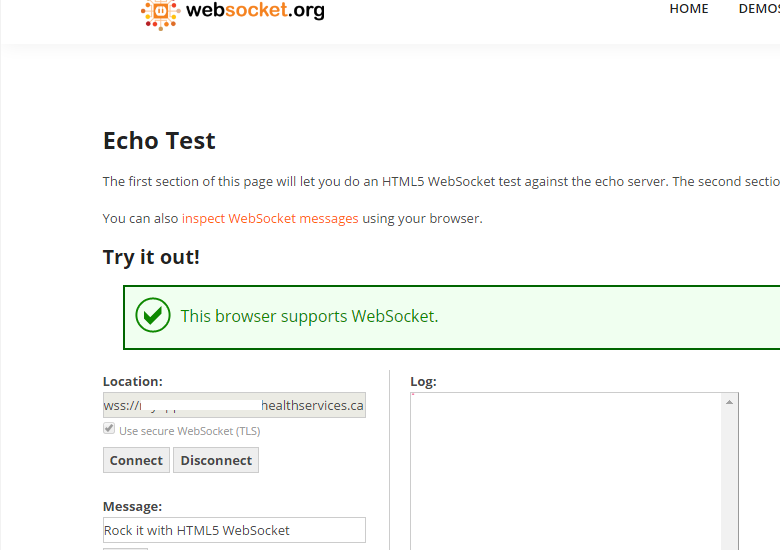 websocket.org
HOME DEMOS
Echo Test
The first section of this page will let you do an HTML5 WebSocket test against the echo server. The second sectio
You can also inspect WebSocket messages using your browser.
Try it out!
This browser supports WebSocket.
Location:
wss:// healthservices.ca
Use secure WebSocket (TLS)
Connect Disconnect
Message:
Rock it with HTML5 WebSocket
Log: